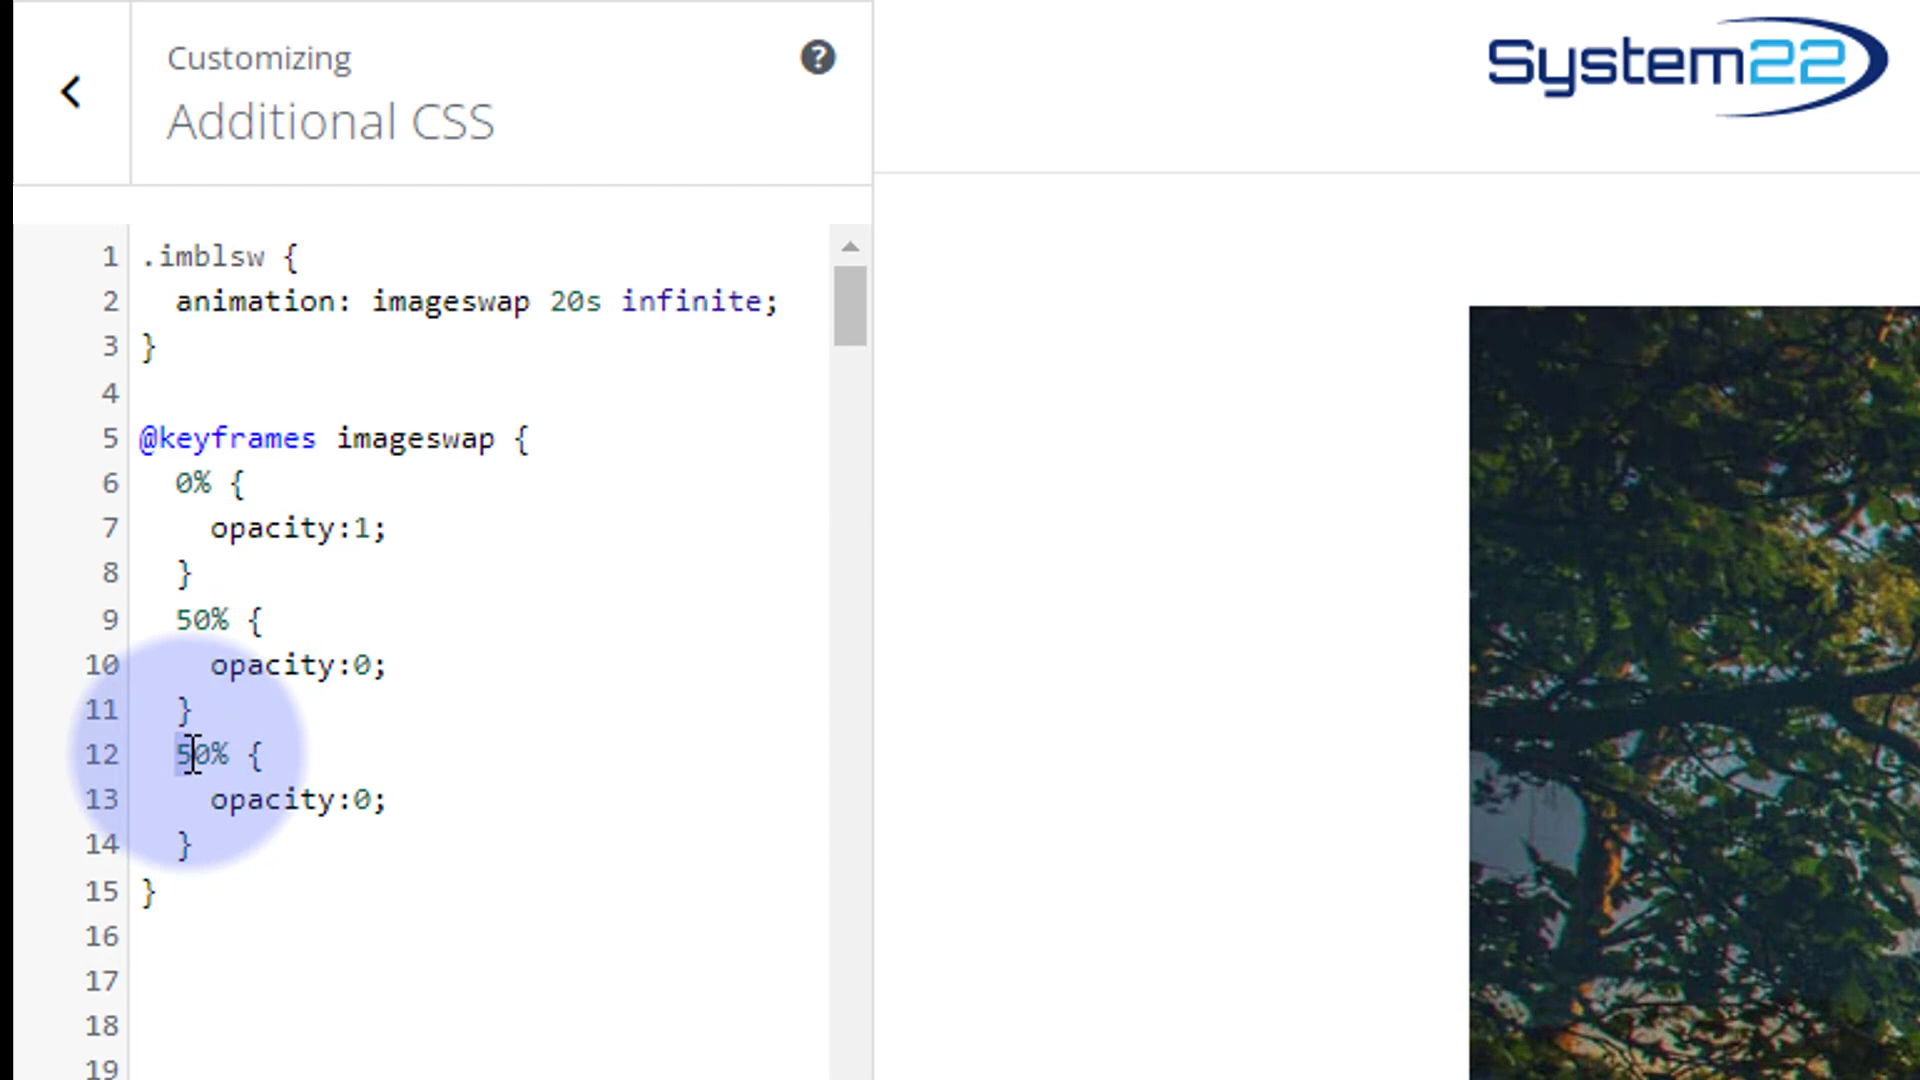 Customizing
?
Additional CSS
System22
1 .imblsw {
2 animation: imageswap 20s infinite;
3 }
4
5 @keyframes imageswap {
6 0% {
7 opacity:1;
8 }
9 50% {
10 opacity:0;
11 }
12 50% {
13 opacity:0;
14 }
15 }
16
17
18
19